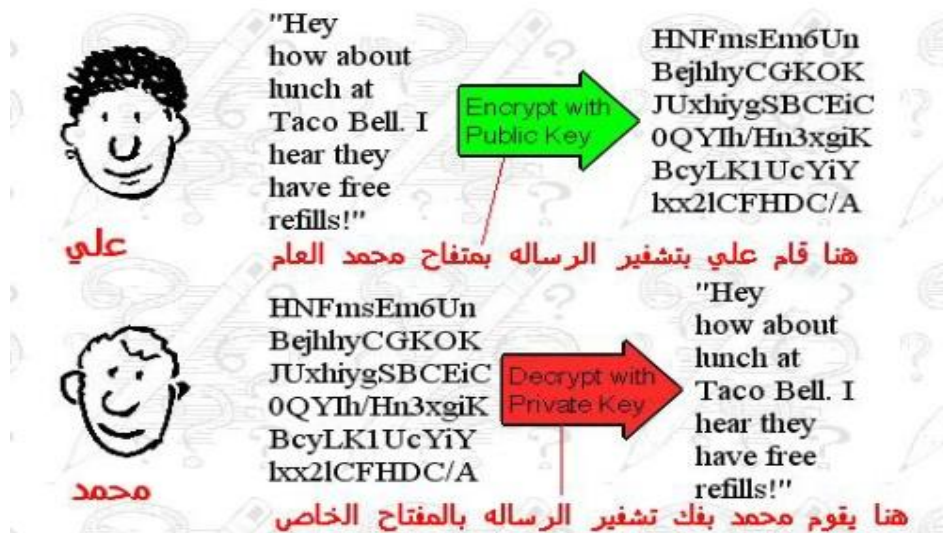 "Hey
how about
lunch at
Taco Bell. I
hear they
have free
refills!"
Encrypt with
Public Key
HNFmsEm6Un
BejhhyCGKOK
JUxhiygSBCEiC
0QYIh/Hn3xgiK
BcyLK1UcYiY
lxx2lCFHDC/A
علي
هنا قام علي بتشفير الرساله بمتفاح محمد العام
HNFmsEm6Un
BejhhyCGKOK
JUxhiygSBCEiC
0QYIh/Hn3xgiK
BcyLK1UcYiY
lxx2lCFHDC/A
Decrypt with
Private Key
"Hey
how about
lunch at
Taco Bell. I
hear they
have free
refills!"
محمد
هنا يقوم محمد بفك تشفير الرساله بالمفتاح الخاص